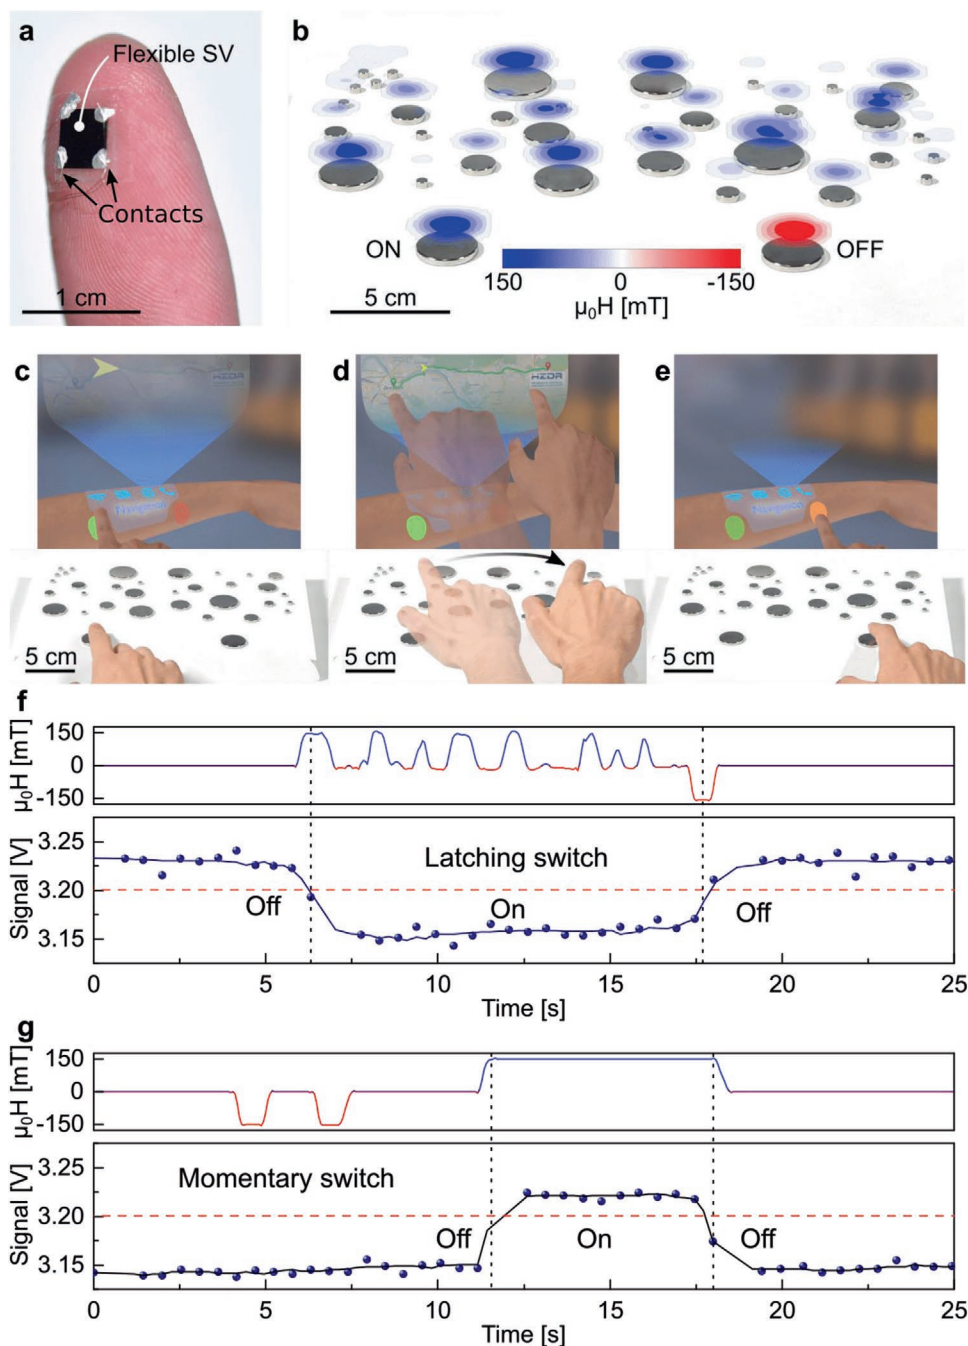 a
Flexible SV
Contacts
1 cm
b
ON
OFF
150 0 -150
µ₀H [mT]
5 cm
c
Navigation
5 cm
d
HZDR
5 cm
e
Navigation
5 cm
f
µ₀H [mT]
150
0
-150
Signal [V]
3.25
3.20
3.15
Latching switch
Off
On
Off
0 5 10 15 20 25
Time [s]
g
µ₀H [mT]
150
0
-150
Signal [V]
3.25
3.20
3.15
Momentary switch
Off
On
Off
0 5 10 15 20 25
Time [s]